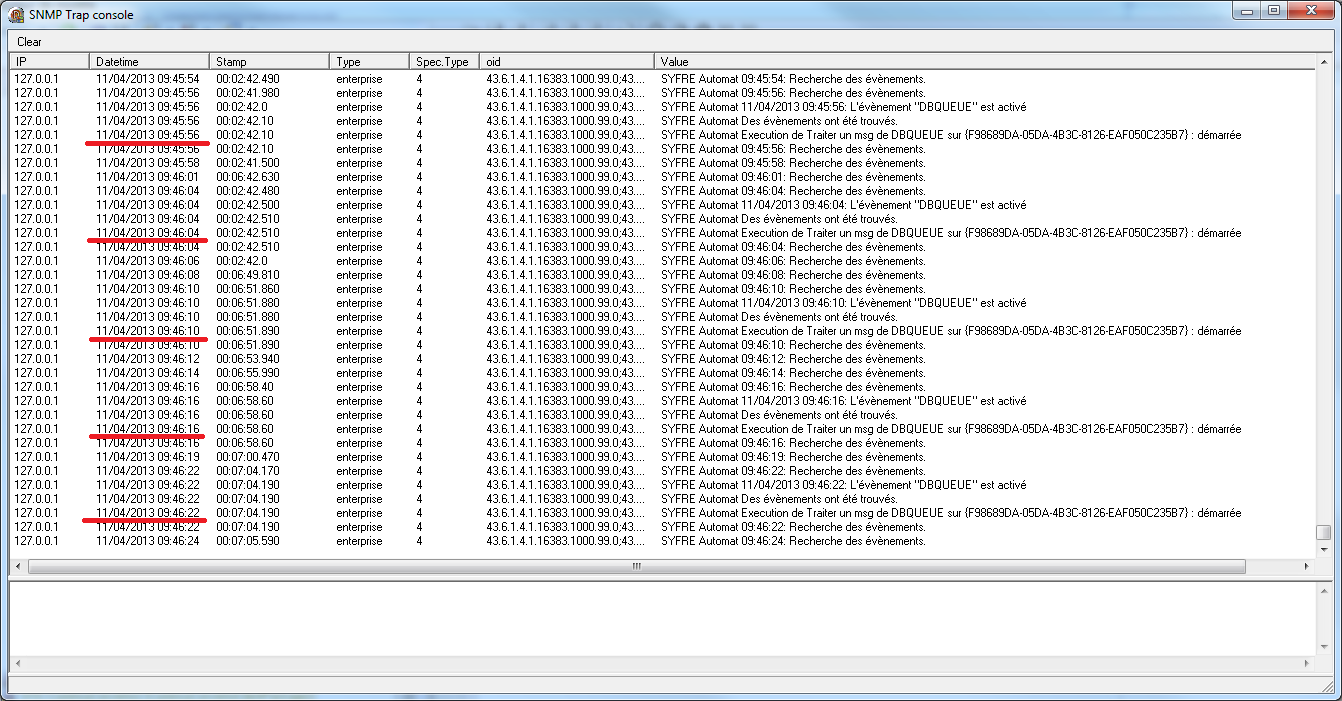 SNMP Trap console
Clear
IP Datetime Stamp Type Spec.Type oid Value
127.0.0.1 11/04/2013 09:45:54 00:02:42.490 enterprise 4 43.6.1.4.1.16383.1000.99.0;43.... SYFRE Automat 09:45:54: Recherche des évènements.
127.0.0.1 11/04/2013 09:45:56 00:02:41.980 enterprise 4 43.6.1.4.1.16383.1000.99.0;43.... SYFRE Automat 09:45:56: Recherche des évènements.
127.0.0.1 11/04/2013 09:45:56 00:02:42.0 enterprise 4 43.6.1.4.1.16383.1000.99.0;43.... SYFRE Automat 11/04/2013 09:45:56: L'évènement "DBQUEUE" est activé
127.0.0.1 11/04/2013 09:45:56 00:02:42.10 enterprise 4 43.6.1.4.1.16383.1000.99.0;43.... SYFRE Automat Des évènements ont été trouvés.
127.0.0.1 11/04/2013 09:45:56 00:02:42.10 enterprise 4 43.6.1.4.1.16383.1000.99.0;43.... SYFRE Automat Execution de Traiter un msg de DBQUEUE sur {F98689DA-05DA-4B3C-8126-EAF050C235B7} : démarrée
127.0.0.1 11/04/2013 09:45:56 00:02:42.10 enterprise 4 43.6.1.4.1.16383.1000.99.0;43.... SYFRE Automat 09:45:56: Recherche des évènements.
127.0.0.1 11/04/2013 09:45:58 00:02:41.500 enterprise 4 43.6.1.4.1.16383.1000.99.0;43.... SYFRE Automat 09:45:58: Recherche des évènements.
127.0.0.1 11/04/2013 09:46:01 00:06:42.630 enterprise 4 43.6.1.4.1.16383.1000.99.0;43.... SYFRE Automat 09:46:01: Recherche des évènements.
127.0.0.1 11/04/2013 09:46:04 00:02:42.480 enterprise 4 43.6.1.4.1.16383.1000.99.0;43.... SYFRE Automat 09:46:04: Recherche des évènements.
127.0.0.1 11/04/2013 09:46:04 00:02:42.500 enterprise 4 43.6.1.4.1.16383.1000.99.0;43.... SYFRE Automat 11/04/2013 09:46:04: L'évènement "DBQUEUE" est activé
127.0.0.1 11/04/2013 09:46:04 00:02:42.510 enterprise 4 43.6.1.4.1.16383.1000.99.0;43.... SYFRE Automat Des évènements ont été trouvés.
127.0.0.1 11/04/2013 09:46:04 00:02:42.510 enterprise 4 43.6.1.4.1.16383.1000.99.0;43.... SYFRE Automat Execution de Traiter un msg de DBQUEUE sur {F98689DA-05DA-4B3C-8126-EAF050C235B7} : démarrée
127.0.0.1 11/04/2013 09:46:04 00:02:42.510 enterprise 4 43.6.1.4.1.16383.1000.99.0;43.... SYFRE Automat 09:46:04: Recherche des évènements.
127.0.0.1 11/04/2013 09:46:06 00:02:42.0 enterprise 4 43.6.1.4.1.16383.1000.99.0;43.... SYFRE Automat 09:46:06: Recherche des évènements.
127.0.0.1 11/04/2013 09:46:08 00:06:49.810 enterprise 4 43.6.1.4.1.16383.1000.99.0;43.... SYFRE Automat 09:46:08: Recherche des évènements.
127.0.0.1 11/04/2013 09:46:10 00:06:51.860 enterprise 4 43.6.1.4.1.16383.1000.99.0;43.... SYFRE Automat 09:46:10: Recherche des évènements.
127.0.0.1 11/04/2013 09:46:10 00:06:51.880 enterprise 4 43.6.1.4.1.16383.1000.99.0;43.... SYFRE Automat 11/04/2013 09:46:10: L'évènement "DBQUEUE" est activé
127.0.0.1 11/04/2013 09:46:10 00:06:51.880 enterprise 4 43.6.1.4.1.16383.1000.99.0;43.... SYFRE Automat Des évènements ont été trouvés.
127.0.0.1 11/04/2013 09:46:10 00:06:51.890 enterprise 4 43.6.1.4.1.16383.1000.99.0;43.... SYFRE Automat Execution de Traiter un msg de DBQUEUE sur {F98689DA-05DA-4B3C-8126-EAF050C235B7} : démarrée
127.0.0.1 11/04/2013 09:46:10 00:06:51.890 enterprise 4 43.6.1.4.1.16383.1000.99.0;43.... SYFRE Automat 09:46:10: Recherche des évènements.
127.0.0.1 11/04/2013 09:46:12 00:06:53.940 enterprise 4 43.6.1.4.1.16383.1000.99.0;43.... SYFRE Automat 09:46:12: Recherche des évènements.
127.0.0.1 11/04/2013 09:46:14 00:06:55.990 enterprise 4 43.6.1.4.1.16383.1000.99.0;43.... SYFRE Automat 09:46:14: Recherche des évènements.
127.0.0.1 11/04/2013 09:46:16 00:06:58.40 enterprise 4 43.6.1.4.1.16383.1000.99.0;43.... SYFRE Automat 09:46:16: Recherche des évènements.
127.0.0.1 11/04/2013 09:46:16 00:06:58.60 enterprise 4 43.6.1.4.1.16383.1000.99.0;43.... SYFRE Automat 11/04/2013 09:46:16: L'évènement "DBQUEUE" est activé
127.0.0.1 11/04/2013 09:46:16 00:06:58.60 enterprise 4 43.6.1.4.1.16383.1000.99.0;43.... SYFRE Automat Des évènements ont été trouvés.
127.0.0.1 11/04/2013 09:46:16 00:06:58.60 enterprise 4 43.6.1.4.1.16383.1000.99.0;43.... SYFRE Automat Execution de Traiter un msg de DBQUEUE sur {F98689DA-05DA-4B3C-8126-EAF050C235B7} : démarrée
127.0.0.1 11/04/2013 09:46:16 00:06:58.60 enterprise 4 43.6.1.4.1.16383.1000.99.0;43.... SYFRE Automat 09:46:16: Recherche des évènements.
127.0.0.1 11/04/2013 09:46:19 00:07:00.470 enterprise 4 43.6.1.4.1.16383.1000.99.0;43.... SYFRE Automat 09:46:19: Recherche des évènements.
127.0.0.1 11/04/2013 09:46:22 00:07:04.170 enterprise 4 43.6.1.4.1.16383.1000.99.0;43.... SYFRE Automat 09:46:22: Recherche des évènements.
127.0.0.1 11/04/2013 09:46:22 00:07:04.190 enterprise 4 43.6.1.4.1.16383.1000.99.0;43.... SYFRE Automat 11/04/2013 09:46:22: L'évènement "DBQUEUE" est activé
127.0.0.1 11/04/2013 09:46:22 00:07:04.190 enterprise 4 43.6.1.4.1.16383.1000.99.0;43.... SYFRE Automat Des évènements ont été trouvés.
127.0.0.1 11/04/2013 09:46:22 00:07:04.190 enterprise 4 43.6.1.4.1.16383.1000.99.0;43.... SYFRE Automat Execution de Traiter un msg de DBQUEUE sur {F98689DA-05DA-4B3C-8126-EAF050C235B7} : démarrée
127.0.0.1 11/04/2013 09:46:22 00:07:04.190 enterprise 4 43.6.1.4.1.16383.1000.99.0;43.... SYFRE Automat 09:46:22: Recherche des évènements.
127.0.0.1 11/04/2013 09:46:24 00:07:05.590 enterprise 4 43.6.1.4.1.16383.1000.99.0;43.... SYFRE Automat 09:46:24: Recherche des évènements.